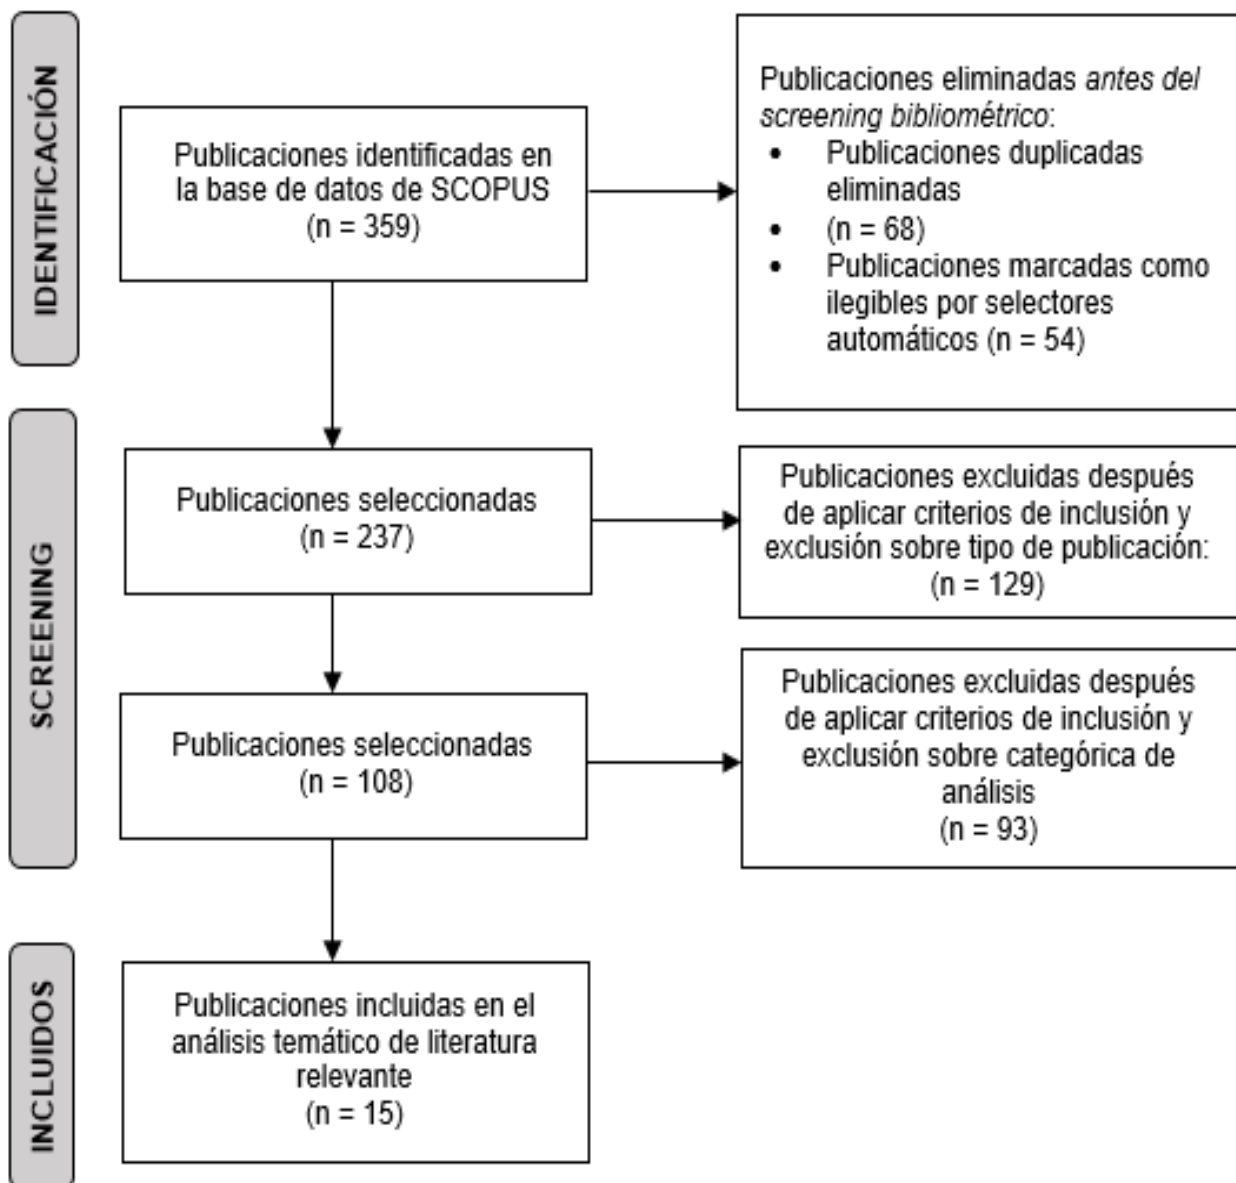 IDENTIFICACIÓN
Publicaciones identificadas en
la base de datos de SCOPUS
(n = 359)
Publicaciones eliminadas antes del
screening bibliométrico:
• Publicaciones duplicadas
eliminadas
• (n = 68)
• Publicaciones marcadas como
ilegibles por selectores
automáticos (n = 54)
SCREENING
Publicaciones seleccionadas
(n = 237)
Publicaciones excluidas después
de aplicar criterios de inclusión y
exclusión sobre tipo de publicación:
(n = 129)
Publicaciones seleccionadas
(n = 108)
Publicaciones excluidas después
de aplicar criterios de inclusión y
exclusión sobre categórica de
análisis
(n = 93)
INCLUIDOS
Publicaciones incluidas en el
análisis temático de literatura
relevante
(n = 15)